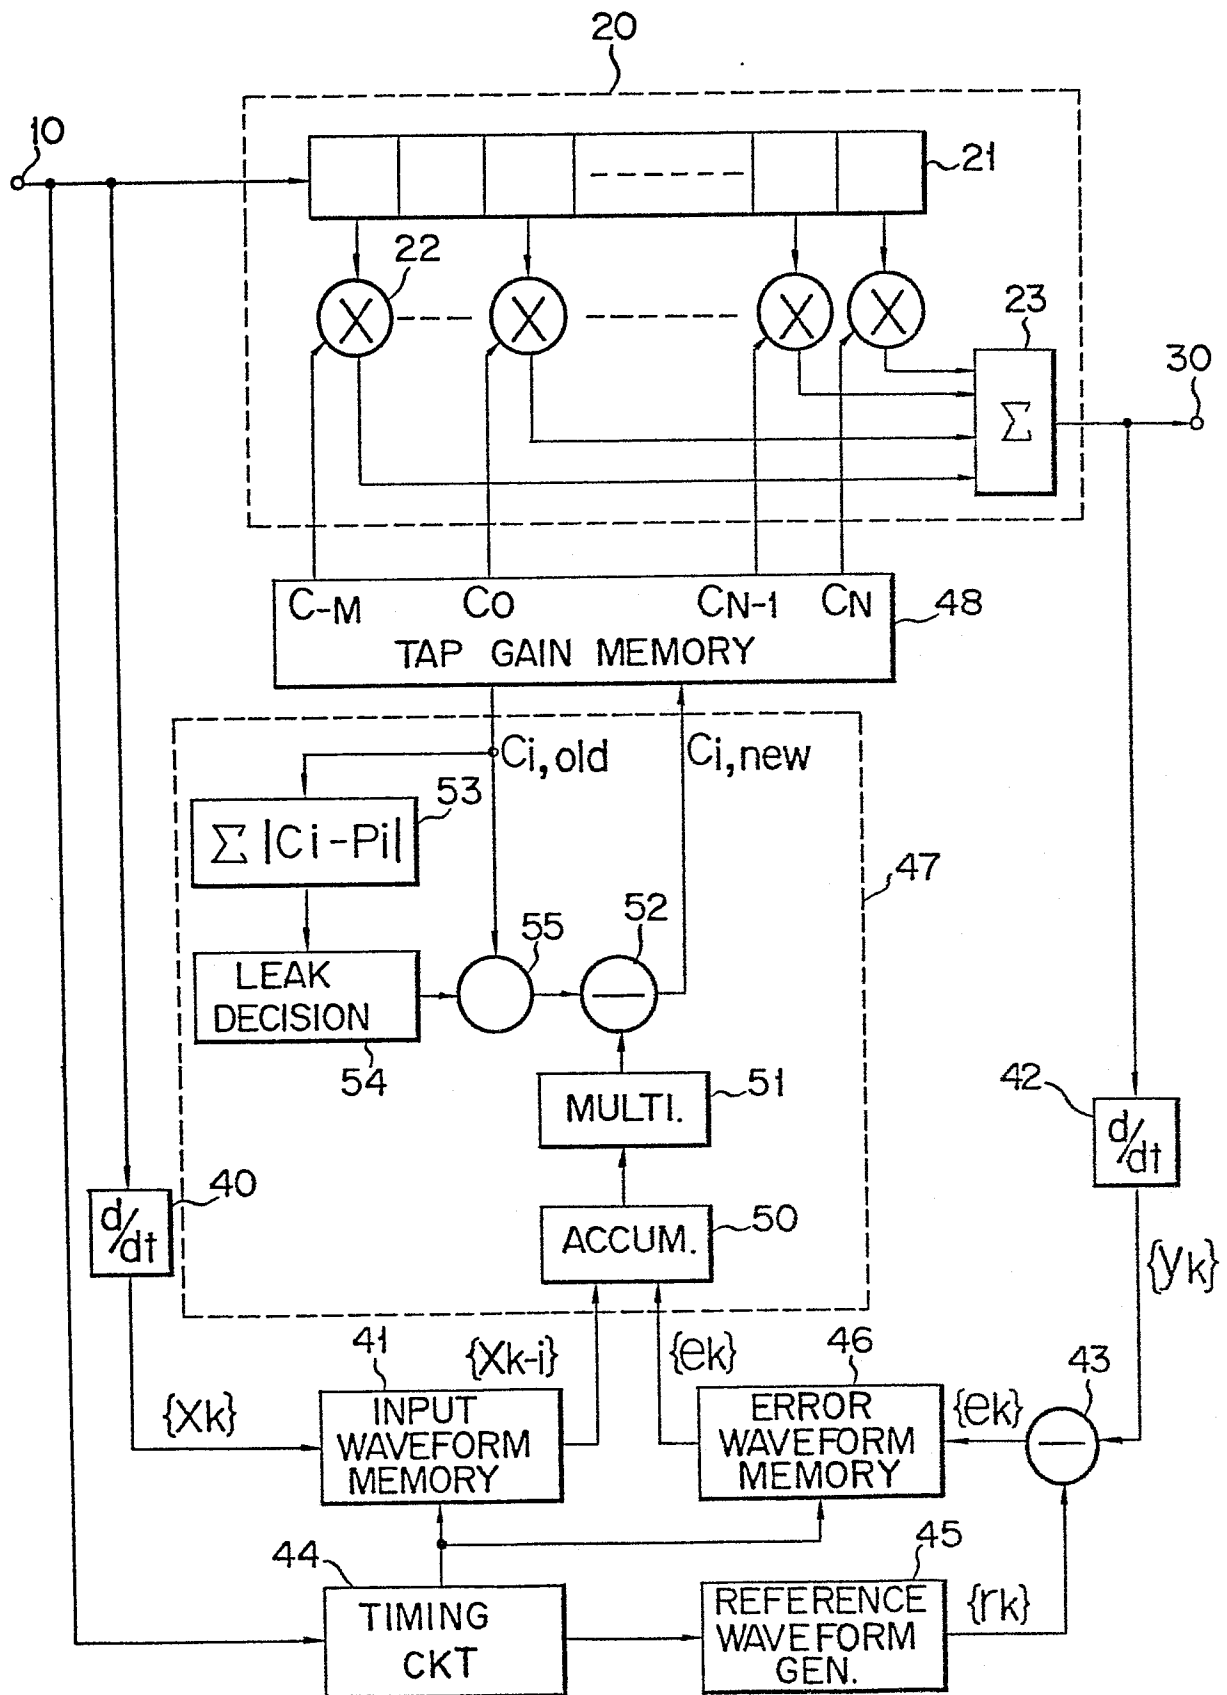 20
10
21
22
23
Σ
30
C-M
C0
CN-1
CN
48
TAP GAIN MEMORY
Ci,old
Ci,new
53
Σ |Ci-Pi|
47
55
52
LEAK
DECISION
54
51
MULTI.
42
d/dt
40
d/dt
50
ACCUM.
{yk}
41
{xk-i}
{ek}
46
43
{xk}
INPUT
WAVEFORM
MEMORY
ERROR
WAVEFORM
MEMORY
{ek}
44
45
TIMING
CKT
REFERENCE
WAVEFORM
GEN.
{rk}